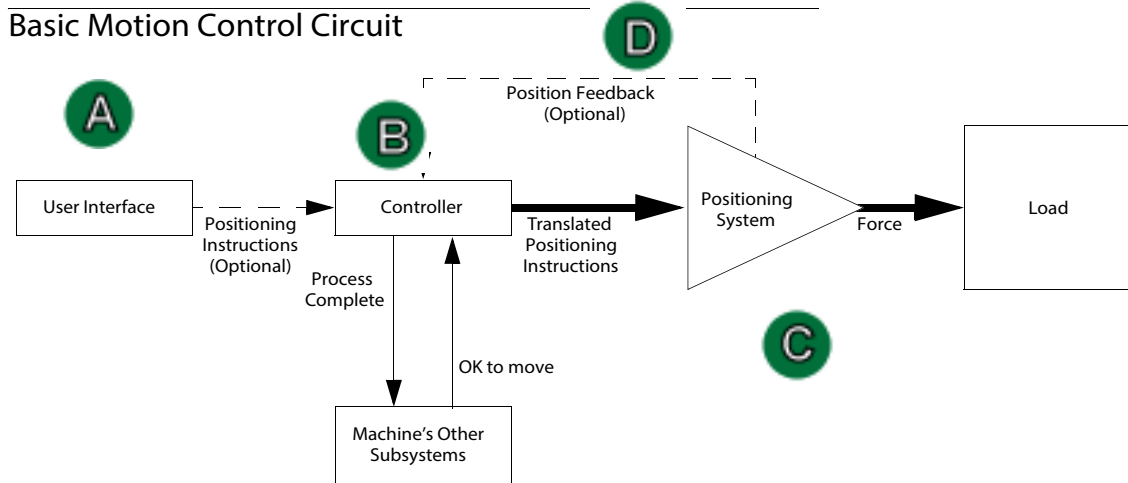 Basic Motion Control Circuit
D
A
Position Feedback
(Optional)
B
User Interface
Controller
Positioning
System
Load
Positioning
Instructions
(Optional)
Translated
Positioning
Instructions
Force
Process
Complete
C
OK to move
Machine's Other
Subsystems